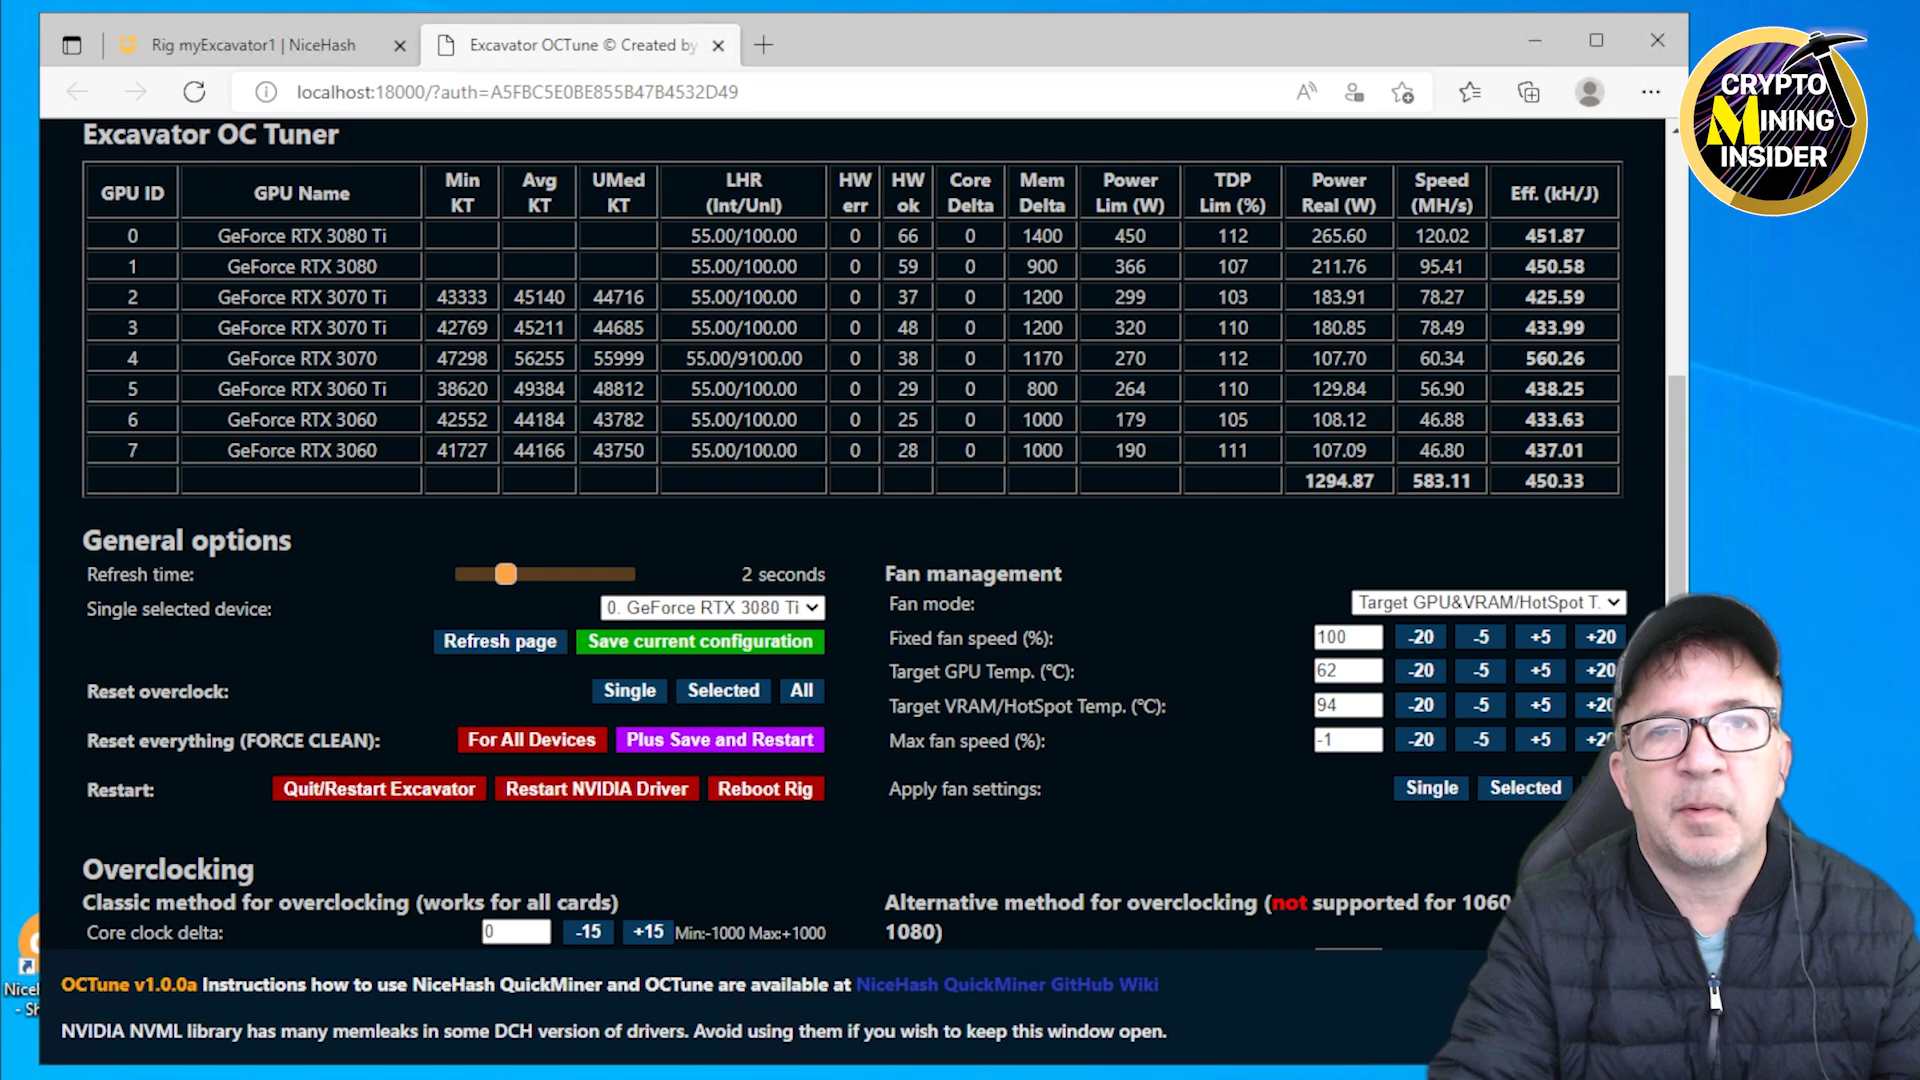 Rig myExcavator1 | NiceHash
Excavator OCTune © Created by
localhost:18000/?auth=A5FBC5E0BE855B47B4532D49
CRYPTO
MINING
INSIDER
Excavator OC Tuner
GPU ID GPU Name Min KT Avg KT UMed KT LHR (Int/Unl) HW err HW ok Core Delta Mem Delta Power Lim (W) TDP Lim (%) Power Real (W) Speed (MH/s) Eff. (kH/J)
0 GeForce RTX 3080 Ti 55.00/100.00 0 66 0 1400 450 112 265.60 120.02 451.87
1 GeForce RTX 3080 55.00/100.00 0 59 0 900 366 107 211.76 95.41 450.58
2 GeForce RTX 3070 Ti 43333 45140 44716 55.00/100.00 0 37 0 1200 299 103 183.91 78.27 425.59
3 GeForce RTX 3070 Ti 42769 45211 44685 55.00/100.00 0 48 0 1200 320 110 180.85 78.49 433.99
4 GeForce RTX 3070 47298 56255 55999 55.00/9100.00 0 38 0 1170 270 112 107.70 60.34 560.26
5 GeForce RTX 3060 Ti 38620 49384 48812 55.00/100.00 0 29 0 800 264 110 129.84 56.90 438.25
6 GeForce RTX 3060 42552 44184 43782 55.00/100.00 0 25 0 1000 179 105 108.12 46.88 433.63
7 GeForce RTX 3060 41727 44166 43750 55.00/100.00 0 28 0 1000 190 111 107.09 46.80 437.01
1294.87 583.11 450.33
General options
Refresh time: 2 seconds
Single selected device: 0. GeForce RTX 3080 Ti
Refresh page Save current configuration
Reset overclock: Single Selected All
Reset everything (FORCE CLEAN): For All Devices Plus Save and Restart
Restart: Quit/Restart Excavator Restart NVIDIA Driver Reboot Rig
Fan management
Fan mode: Target GPU&VRAM/HotSpot T.
Fixed fan speed (%): 100 -20 -5 +5 +20
Target GPU Temp. (°C): 62 -20 -5 +5 +20
Target VRAM/HotSpot Temp. (°C): 94 -20 -5 +5 +20
Max fan speed (%): -1 -20 -5 +5 +20
Apply fan settings: Single Selected
Overclocking
Classic method for overclocking (works for all cards)
Core clock delta: 0 -15 +15 Min:-1000 Max:+1000
Alternative method for overclocking (not supported for 1060
1080)
OCTune v1.0.0a Instructions how to use NiceHash QuickMiner and OCTune are available at NiceHash QuickMiner GitHub Wiki
NVIDIA NVML library has many memleaks in some DCH version of drivers. Avoid using them if you wish to keep this window open.